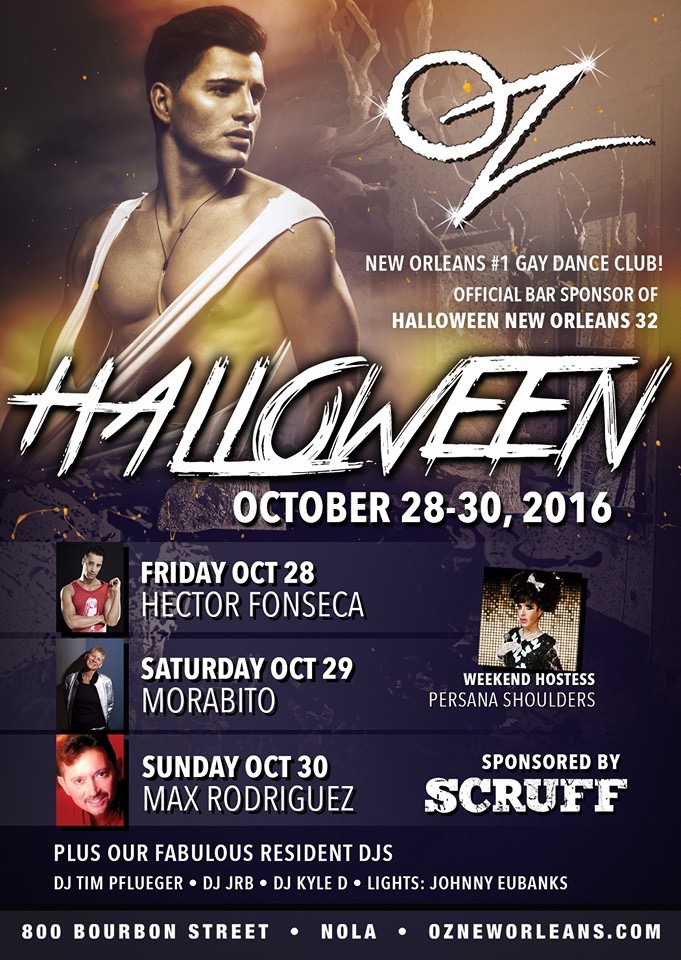 OZ
NEW ORLEANS #1 GAY DANCE CLUB!
OFFICIAL BAR SPONSOR OF
HALLOWEEN NEW ORLEANS 32
HALLOWEEN
OCTOBER 28-30, 2016
FRIDAY OCT 28
HECTOR FONSECA
SATURDAY OCT 29
MORABITO
WEEKEND HOSTESS
PERSANA SHOULDERS
SUNDAY OCT 30
MAX RODRIGUEZ
SPONSORED BY
SCRUFF
PLUS OUR FABULOUS RESIDENT DJS
DJ TIM PFLUEGER • DJ JRB • DJ KYLE D • LIGHTS: JOHNNY EUBANKS
800 BOURBON STREET • NOLA • OZNEWORLEANS.COM